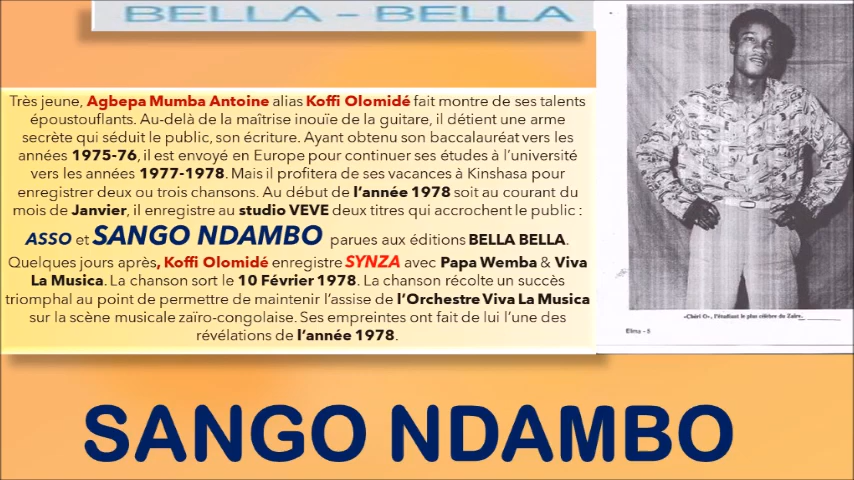 BELLA - BELLA
Très jeune, Agbepa Mumba Antoine alias Koffi Olomidé fait montre de ses talents
époustouflants. Au-delà de la maîtrise inouïe de la guitare, il détient une arme
secrète qui séduit le public, son écriture. Ayant obtenu son baccalauréat vers les
années 1975-76, il est envoyé en Europe pour continuer ses études à l'université
vers les années 1977-1978. Mais il profitera de ses vacances à Kinshasa pour
enregistrer deux ou trois chansons. Au début de l'année 1978 soit au courant du
mois de Janvier, il enregistre au studio VEVE deux titres qui accrochent le public :
ASSO et SANGO NDAMBO parues aux éditions BELLA BELLA.
Quelques jours après, Koffi Olomidé enregistre SYNZA avec Papa Wemba & Viva
La Musica. La chanson sort le 10 Février 1978. La chanson récolte un succès
triomphal au point de permettre de maintenir l'assise de l'Orchestre Viva La Musica
sur la scène musicale zaïro-congolaise. Ses empreintes ont fait de lui l'une des
révélations de l'année 1978.
«Chéri O», l'étudiant le plus célèbre du Zaïre.
Elima - 5
SANGO NDAMBO